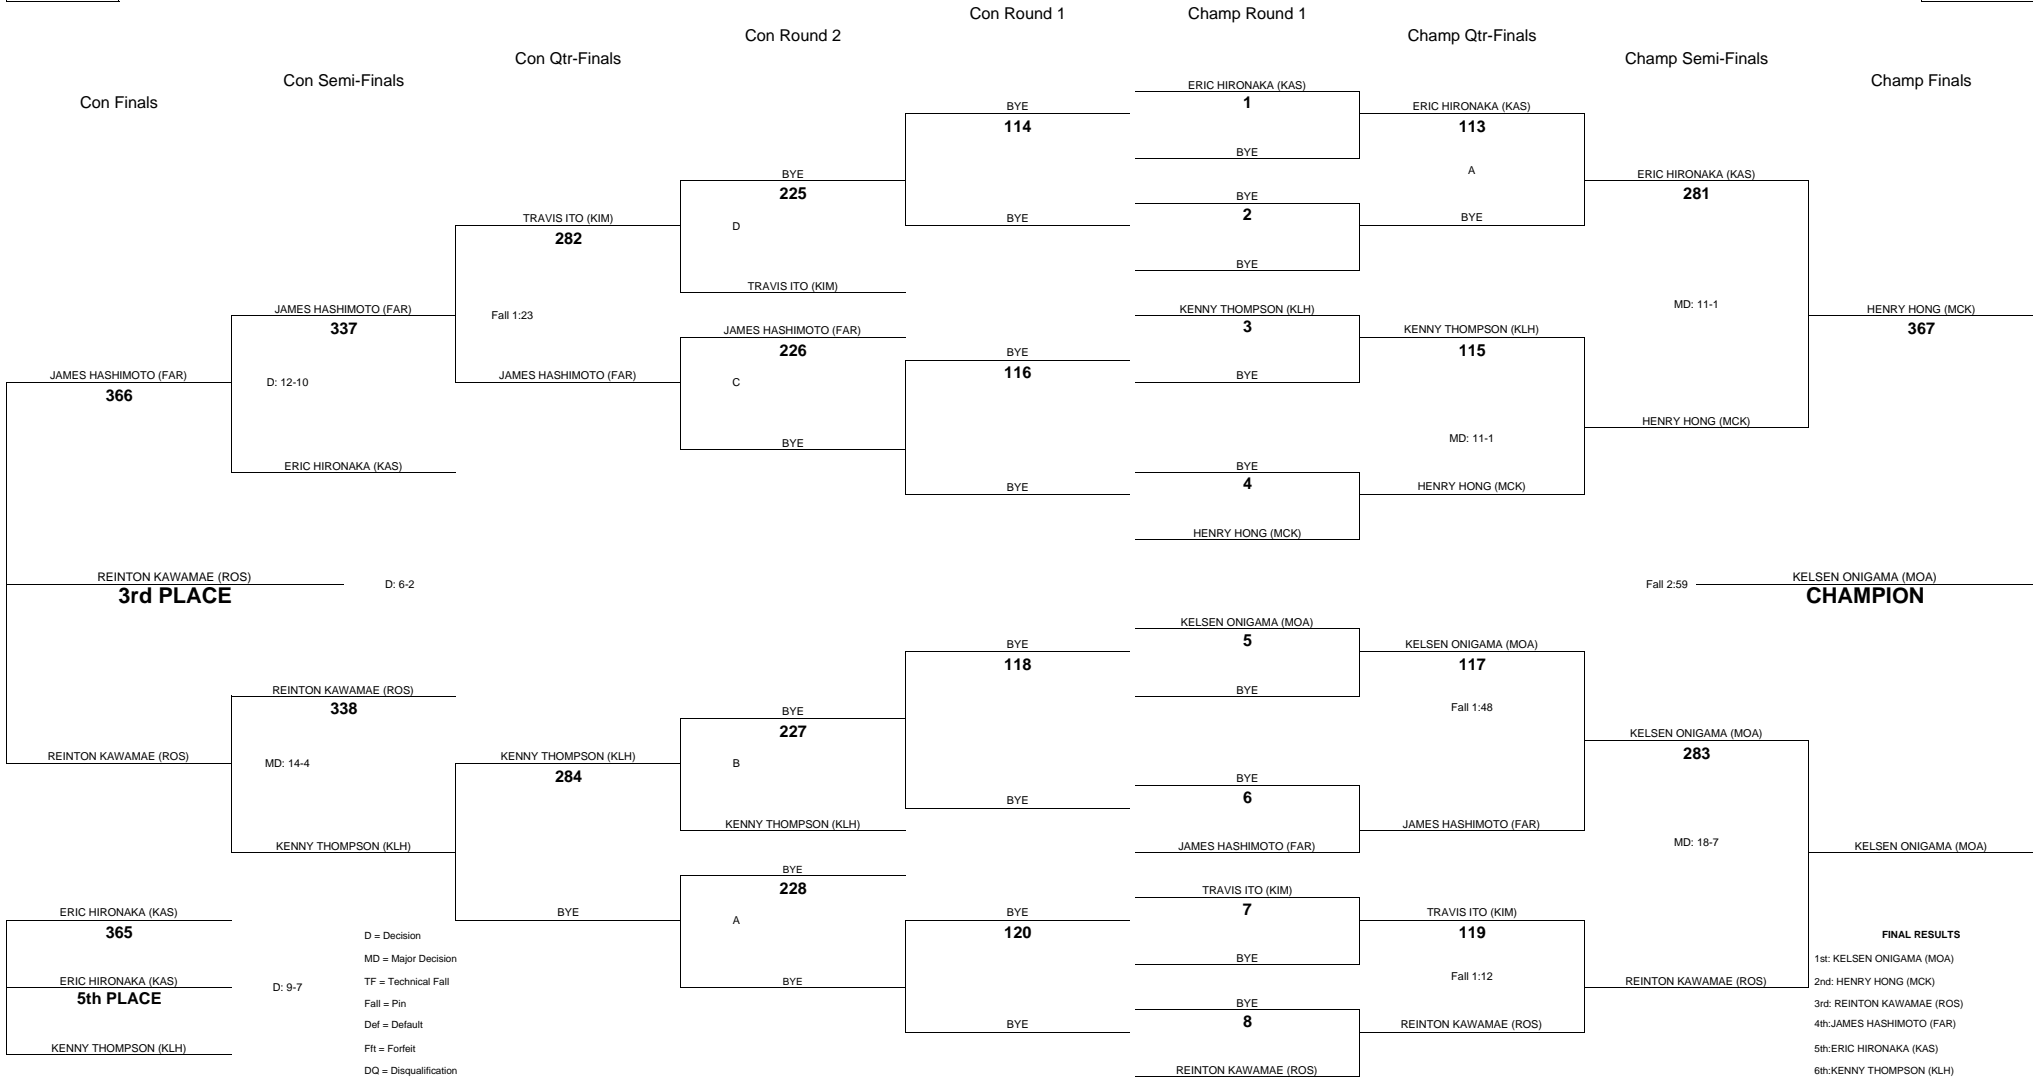 Con Round 1
Champ Round 1
Con Round 2
Champ Qtr-Finals
Con Qtr-Finals
Champ Semi-Finals
Con Semi-Finals
Champ Finals
Con Finals
ERIC HIRONAKA (KAS)
1
BYE
BYE
2
BYE
KENNY THOMPSON (KLH)
3
BYE
BYE
4
HENRY HONG (MCK)
KELSEN ONIGAMA (MOA)
5
BYE
BYE
6
JAMES HASHIMOTO (FAR)
TRAVIS ITO (KIM)
7
BYE
BYE
8
REINTON KAWAMAE (ROS)
ERIC HIRONAKA (KAS)
113
A
BYE
KENNY THOMPSON (KLH)
115
MD: 11-1
HENRY HONG (MCK)
KELSEN ONIGAMA (MOA)
117
Fall 1:48
JAMES HASHIMOTO (FAR)
TRAVIS ITO (KIM)
119
Fall 1:12
REINTON KAWAMAE (ROS)
ERIC HIRONAKA (KAS)
281
MD: 11-1
HENRY HONG (MCK)
KELSEN ONIGAMA (MOA)
283
MD: 18-7
REINTON KAWAMAE (ROS)
HENRY HONG (MCK)
367
Fall 2:59
KELSEN ONIGAMA (MOA)
CHAMPION
KELSEN ONIGAMA (MOA)
BYE
114
BYE
BYE
116
BYE
BYE
118
BYE
BYE
120
BYE
BYE
225
D
TRAVIS ITO (KIM)
JAMES HASHIMOTO (FAR)
226
C
BYE
BYE
227
B
KENNY THOMPSON (KLH)
BYE
228
A
BYE
TRAVIS ITO (KIM)
282
Fall 1:23
JAMES HASHIMOTO (FAR)
KENNY THOMPSON (KLH)
284
BYE
JAMES HASHIMOTO (FAR)
337
D: 12-10
ERIC HIRONAKA (KAS)
REINTON KAWAMAE (ROS)
338
MD: 14-4
KENNY THOMPSON (KLH)
JAMES HASHIMOTO (FAR)
366
REINTON KAWAMAE (ROS)
3rd PLACE
D: 6-2
REINTON KAWAMAE (ROS)
ERIC HIRONAKA (KAS)
365
ERIC HIRONAKA (KAS)
5th PLACE
D: 9-7
KENNY THOMPSON (KLH)
D = Decision
MD = Major Decision
TF = Technical Fall
Fall = Pin
Def = Default
Fft = Forfeit
DQ = Disqualification
FINAL RESULTS
1st: KELSEN ONIGAMA (MOA)
2nd: HENRY HONG (MCK)
3rd: REINTON KAWAMAE (ROS)
4th:JAMES HASHIMOTO (FAR)
5th:ERIC HIRONAKA (KAS)
6th:KENNY THOMPSON (KLH)